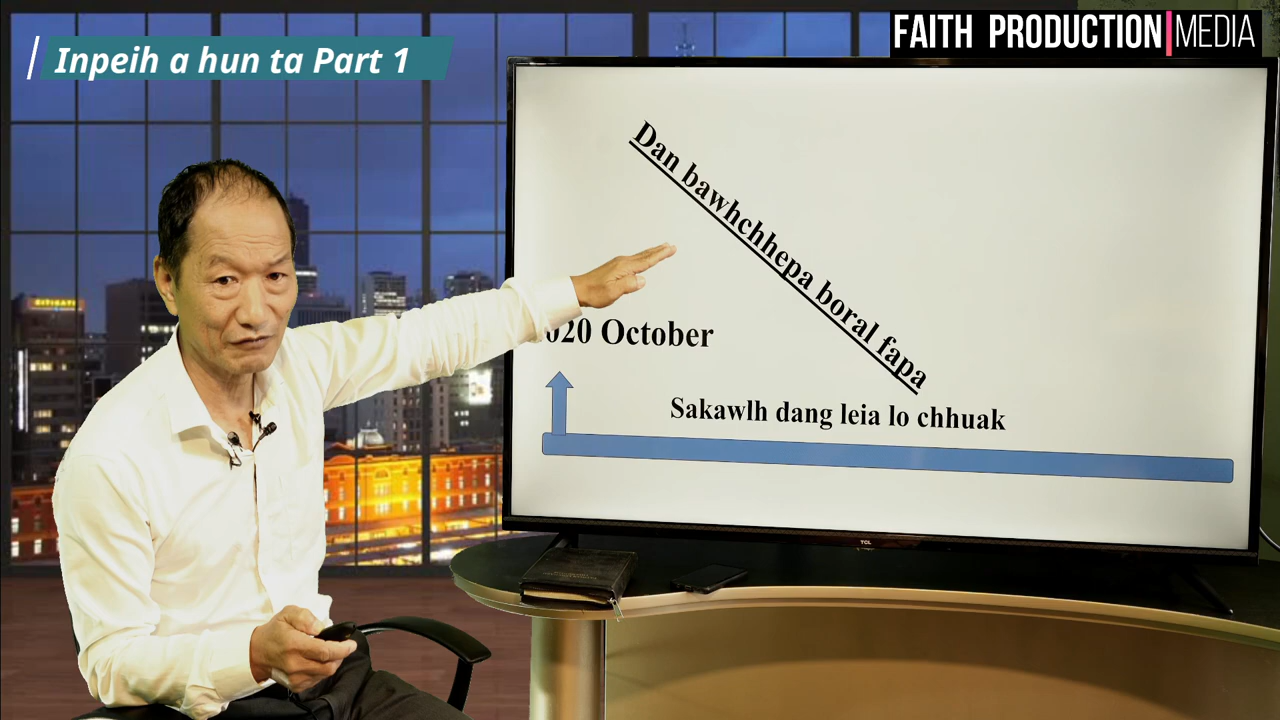 Inpeih a hun ta Part 1
FAITH PRODUCTION MEDIA
Dan bawhchhepa boral fapa
020 October
Sakawlh dang leia lo chhuak
TCL